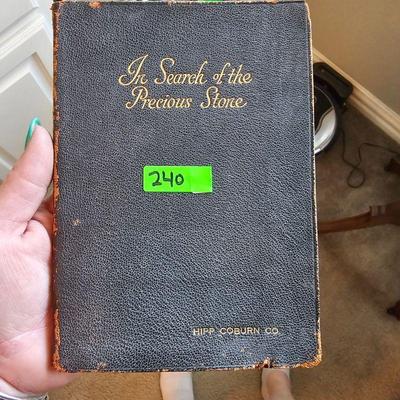 In Search of the
Precious Stone
240
HIPP COBURN CO